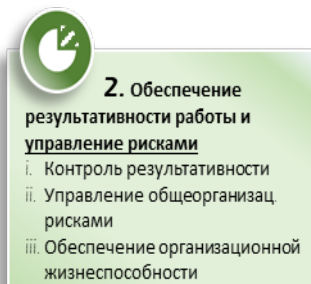 2. Обеспечение
результативности работы и
управление рисками
i. Контроль результативности
ii. Управление общеорганизац.
рисками
iii. Обеспечение организационной
жизнеспособности